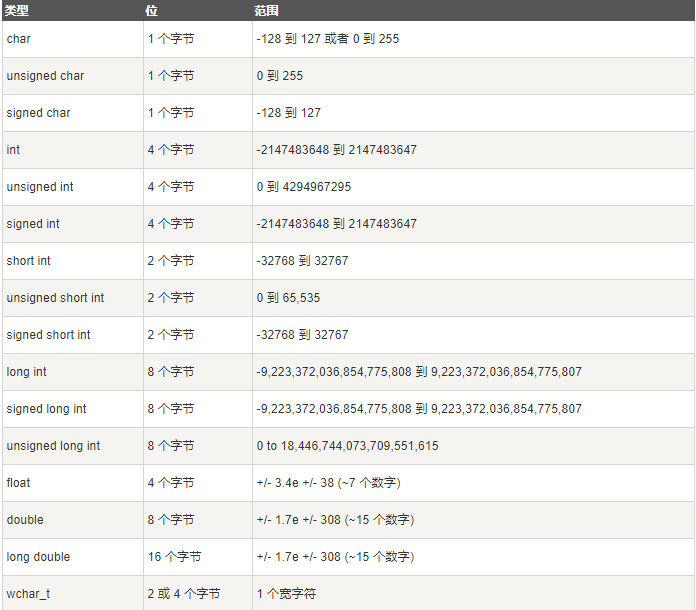 类型 位 范围
char 1 个字节 -128 到 127 或者 0 到 255
unsigned char 1 个字节 0 到 255
signed char 1 个字节 -128 到 127
int 4 个字节 -2147483648 到 2147483647
unsigned int 4 个字节 0 到 4294967295
signed int 4 个字节 -2147483648 到 2147483647
short int 2 个字节 -32768 到 32767
unsigned short int 2 个字节 0 到 65,535
signed short int 2 个字节 -32768 到 32767
long int 8 个字节 -9,223,372,036,854,775,808 到 9,223,372,036,854,775,807
signed long int 8 个字节 -9,223,372,036,854,775,808 到 9,223,372,036,854,775,807
unsigned long int 8 个字节 0 to 18,446,744,073,709,551,615
float 4 个字节 +/- 3.4e +/- 38 (~7 个数字)
double 8 个字节 +/- 1.7e +/- 308 (~15 个数字)
long double 16 个字节 +/- 1.7e +/- 308 (~15 个数字)
wchar_t 2 或 4 个字节 1 个宽字符